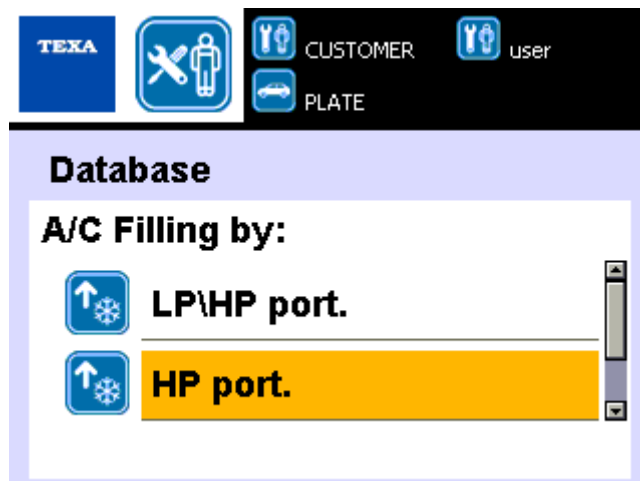 TEXA
CUSTOMER
user
PLATE
Database
A/C Filling by:
LP\HP port.
HP port.